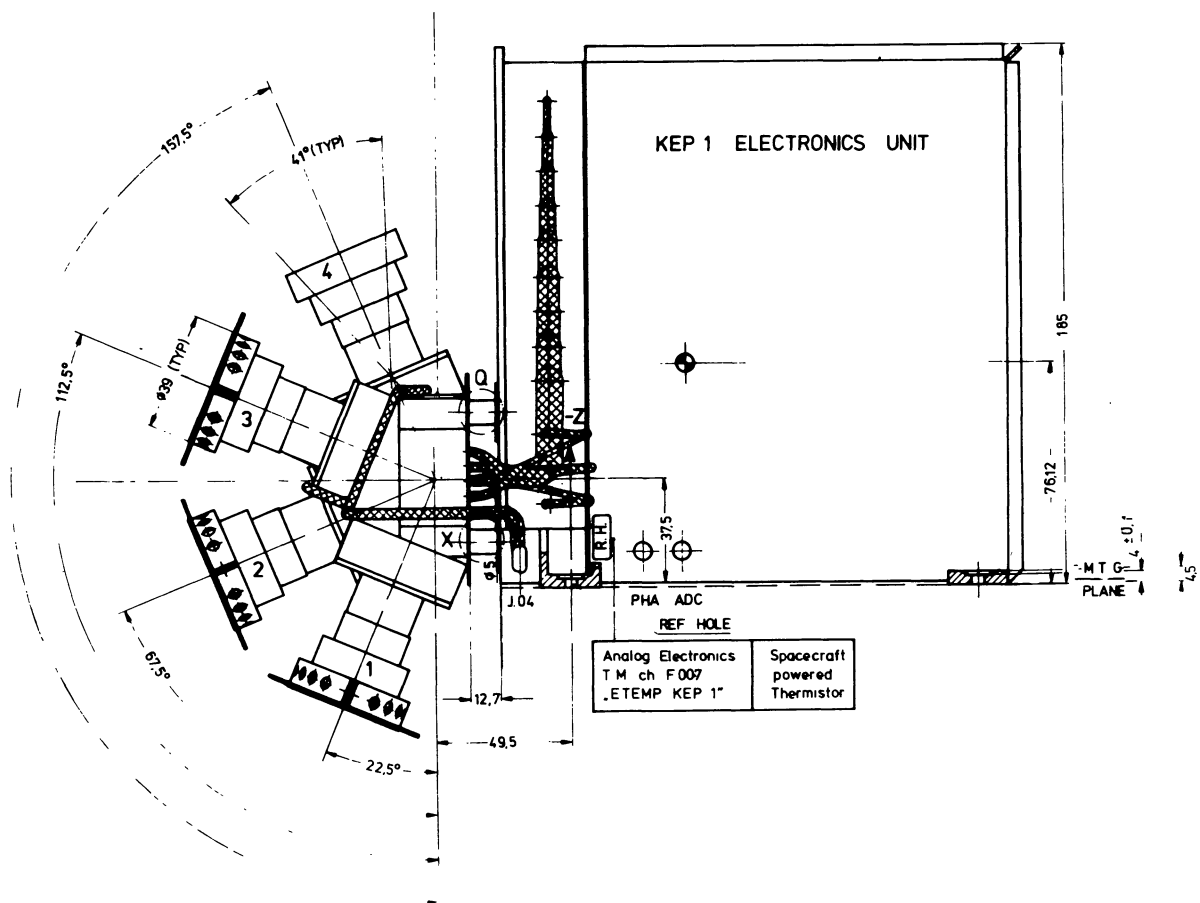 157,5°
41° (TYP)
KEP 1 ELECTRONICS UNIT
4
185
ø39 (TYP)
112,5°
3
Q
-Z
76,12
37,5
X
R.H.
2
ø5
4 ±0,1
4,5
M T G
PLANE
J.04
PHA ADC
REF HOLE
67,5°
1
Analog Electronics
T M ch F007
„ETEMP KEP 1"
Spacecraft
powered
Thermistor
12,7
49,5
22,5°